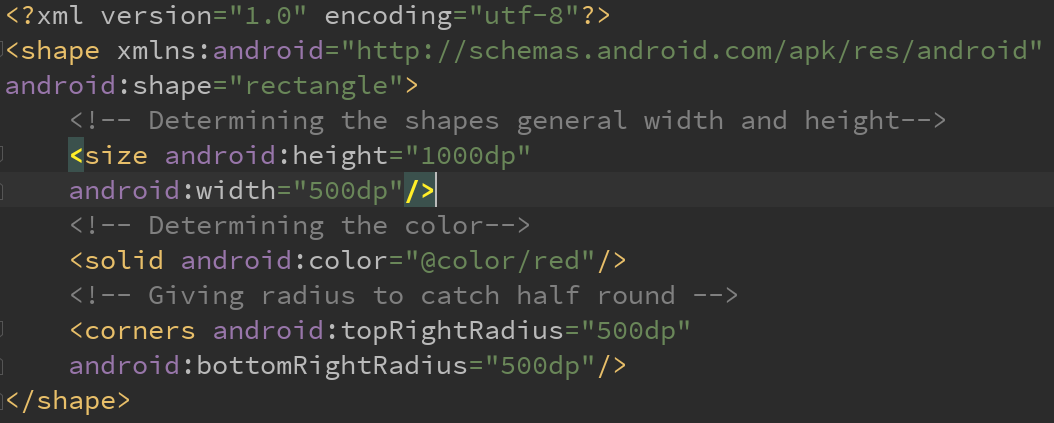 <?xml version="1.0" encoding="utf-8"?>
<shape xmlns:android="http://schemas.android.com/apk/res/android"
android:shape="rectangle">
    <!-- Determining the shapes general width and height-->
    <size android:height="1000dp"
    android:width="500dp"/>
    <!-- Determining the color-->
    <solid android:color="@color/red"/>
    <!-- Giving radius to catch half round -->
    <corners android:topRightRadius="500dp"
    android:bottomRightRadius="500dp"/>
</shape>